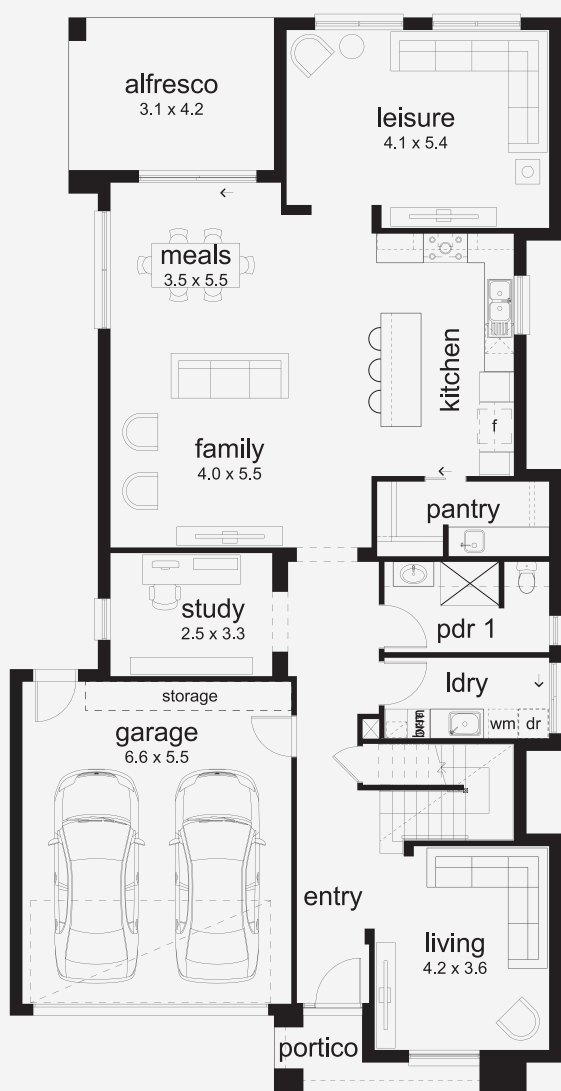 alfresco
3.1 x 4.2
leisure
4.1 x 5.4
meals
3.5 x 5.5
kitchen
f
family
4.0 x 5.5
pantry
study
2.5 x 3.3
pdr 1
ldry
wm
dr
storage
garage
6.6 x 5.5
entry
living
4.2 x 3.6
portico